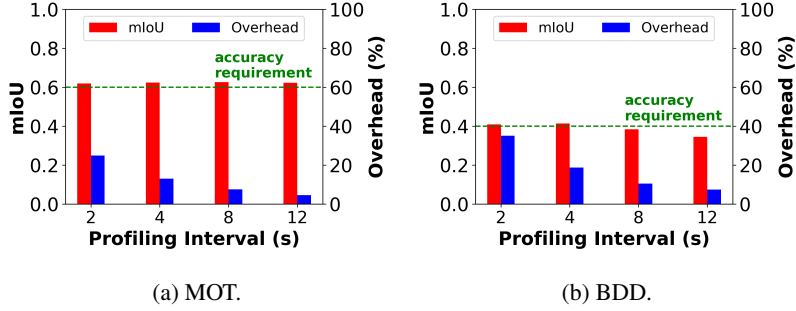 mIoU Overhead
accuracy
requirement
1.0
0.8
0.6
0.4
0.2
0.0
mIoU
100
80
60
40
20
0
Overhead (%)
2 4 8 12
Profiling Interval (s)
(a) MOT.
mIoU Overhead
accuracy
requirement
1.0
0.8
0.6
0.4
0.2
0.0
mIoU
100
80
60
40
20
0
Overhead (%)
2 4 8 12
Profiling Interval (s)
(b) BDD.